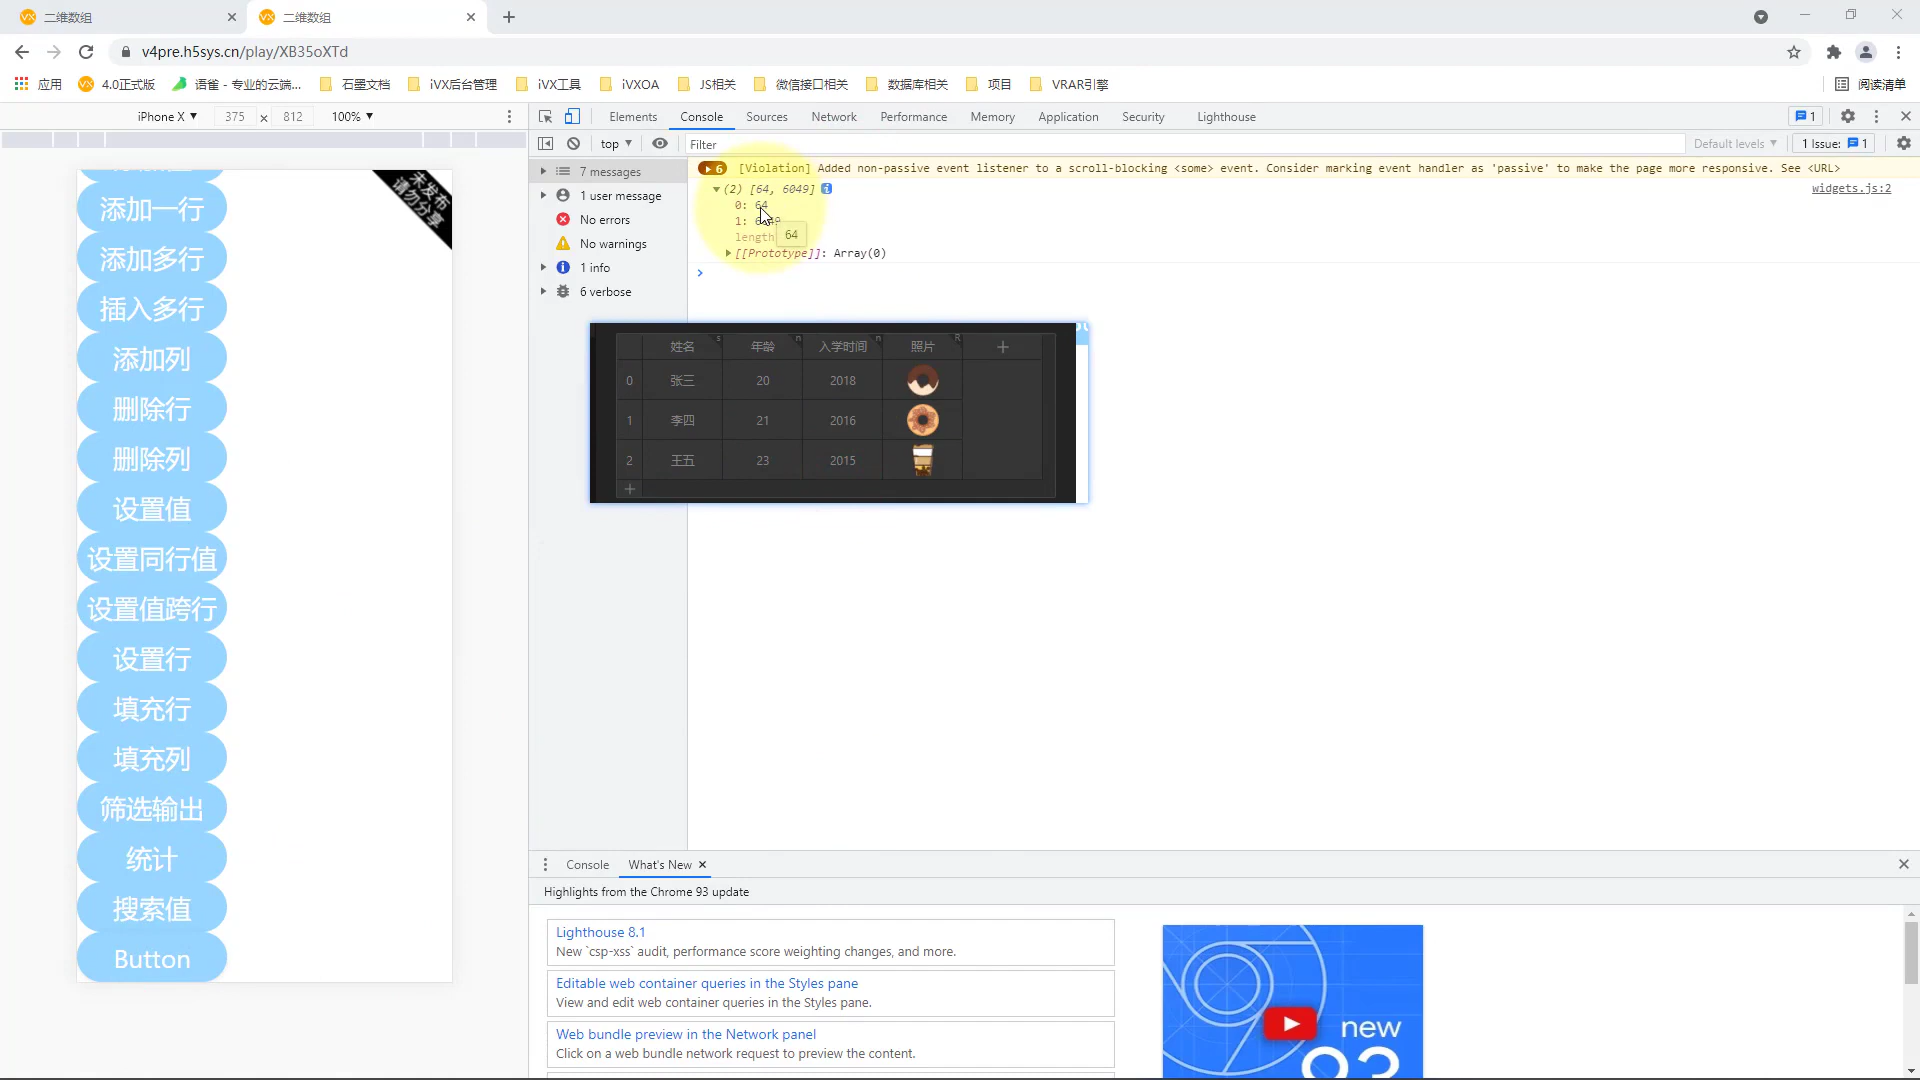 二维数组
二维数组
v4pre.h5sys.cn/play/XB35oXTd
应用 4.0正式版 语雀 - 专业的云端... 石墨文档 iVX后台管理 iVX工具 iVXOA JS相关 微信接口相关 数据库相关 项目 VRAR引擎 阅读清单
iPhone X 375 x 812 100%
Elements Console Sources Network Performance Memory Application Security Lighthouse 1
top Filter Default levels 1 Issue: 1
7 messages
1 user message
No errors
No warnings
1 info
6 verbose
6 [Violation] Added non-passive event listener to a scroll-blocking <some> event. Consider marking event handler as 'passive' to make the page more responsive. See <URL>
(2) [64, 6049] widgets.js:2
0: 64
1: 6049
length
64
[[Prototype]]: Array(0)
未发布
请勿分享
添加一行
添加多行
插入多行
添加列
删除行
删除列
设置值
设置同行值
设置值跨行
设置行
填充行
填充列
筛选输出
统计
搜索值
Button
姓名 s 年龄 n 入学时间 n 照片 R +
0 张三 20 2018
1 李四 21 2016
2 王五 23 2015
+
Console What's New
Highlights from the Chrome 93 update
Lighthouse 8.1
New `csp-xss` audit, performance score weighting changes, and more.
Editable web container queries in the Styles pane
View and edit web container queries in the Styles pane.
Web bundle preview in the Network panel
Click on a web bundle network request to preview the content.
new
93